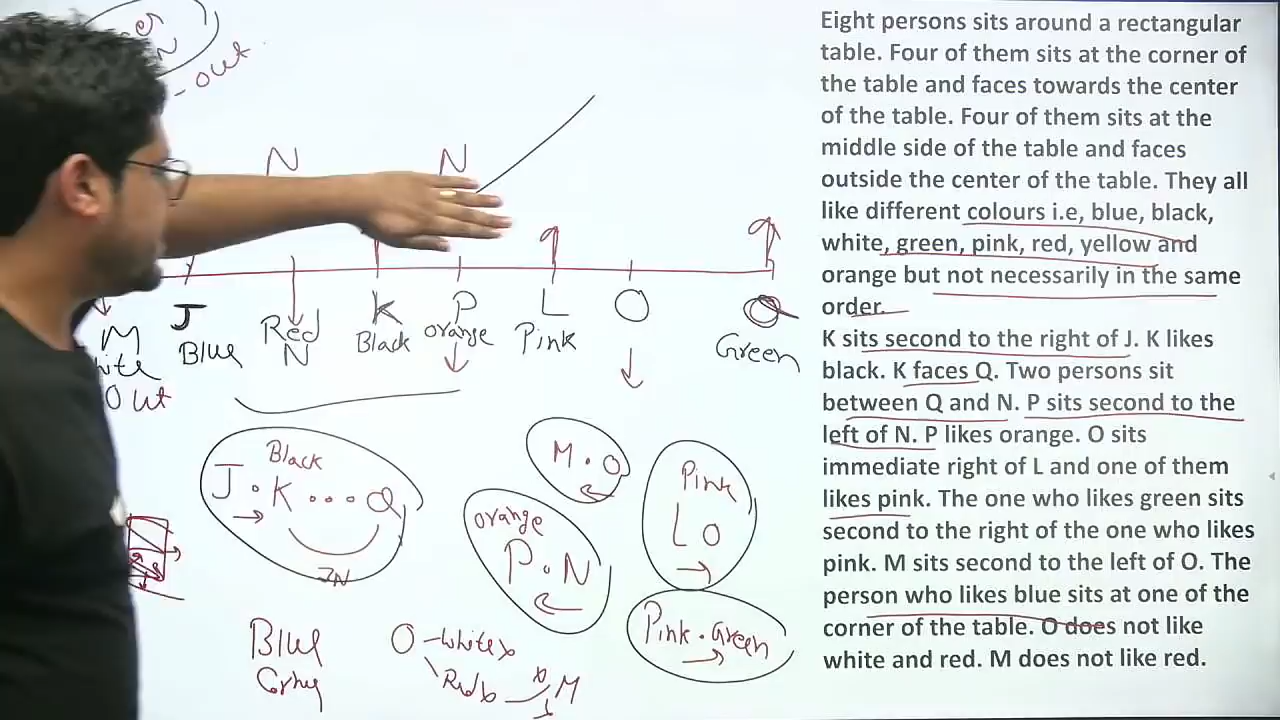 Eight persons sits around a rectangular
table. Four of them sits at the corner of
the table and faces towards the center
of the table. Four of them sits at the
middle side of the table and faces
outside the center of the table. They all
like different colours i.e, blue, black,
white, green, pink, red, yellow and
orange but not necessarily in the same
order.
K sits second to the right of J. K likes
black. K faces Q. Two persons sit
between Q and N. P sits second to the
left of N. P likes orange. O sits
immediate right of L and one of them
likes pink. The one who likes green sits
second to the right of the one who likes
pink. M sits second to the left of O. The
person who likes blue sits at one of the
corner of the table. O does not like
white and red. M does not like red.
out
N N
M J Red K P L O Q
Blue N Black orange Pink Green
Out
Black
J . K ... Q
M . O
Pink
L O
orange
P . N
Pink . Green
Blue
O - white x
Red x M